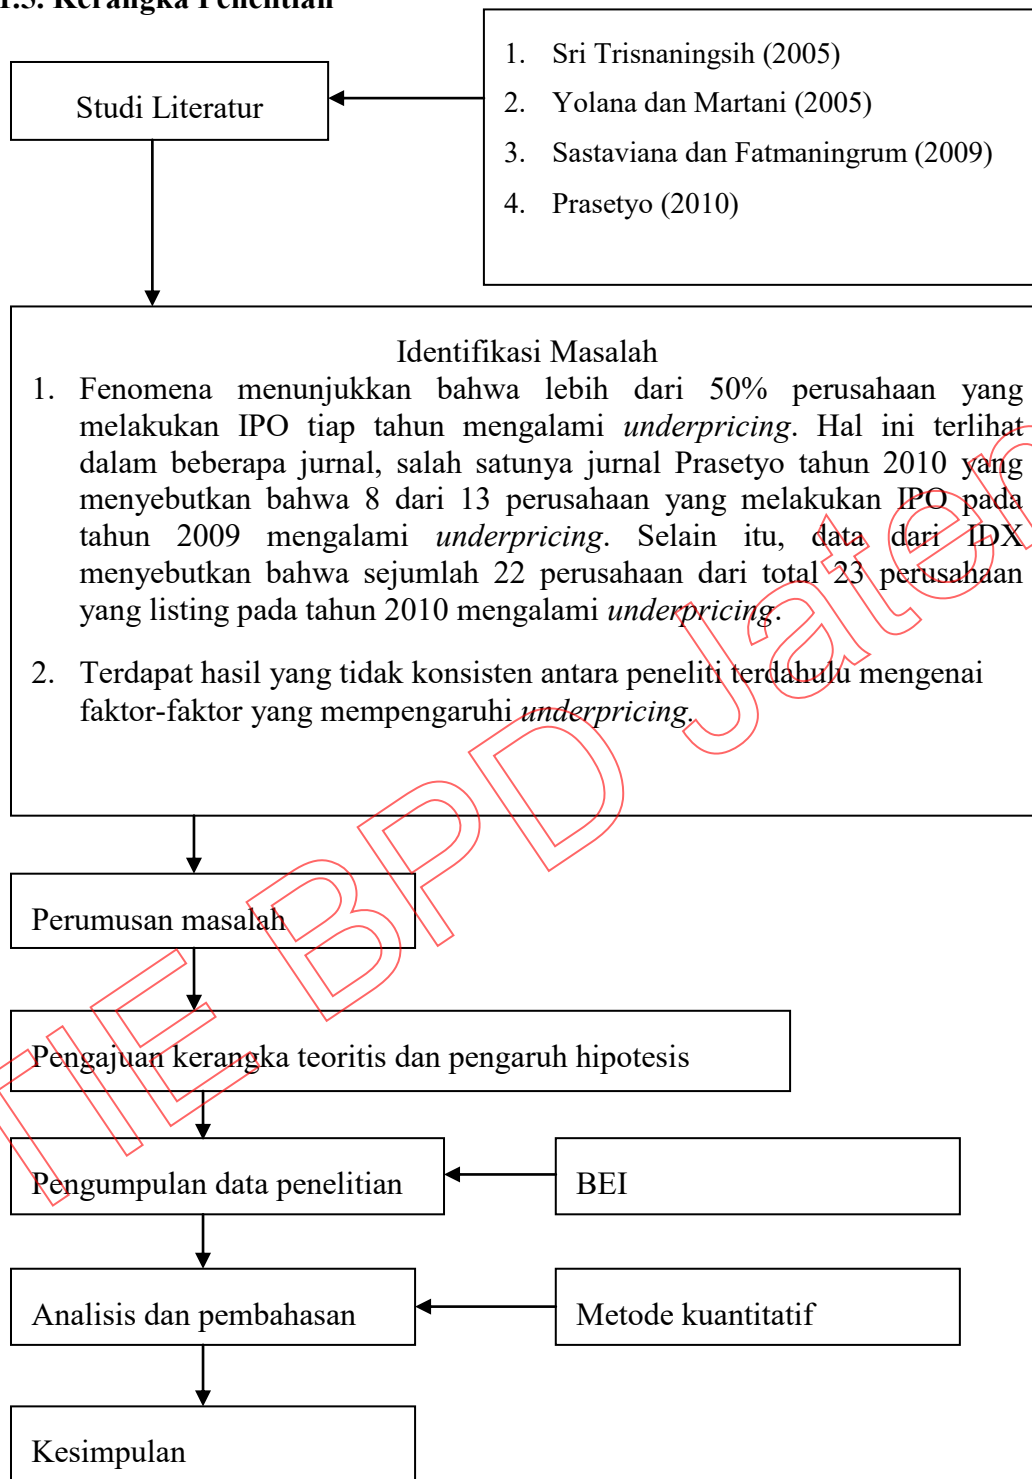 1.5. Kerangka Penelitian
1. Sri Trisnaningsih (2005)
Studi Literatur
2. Yolana dan Martani (2005)
3. Sastaviana dan Fatmaningrum (2009)
4. Prasetyo (2010)
Identifikasi Masalah
1. Fenomena menunjukkan bahwa lebih dari 50% perusahaan yang
melakukan IPO tiap tahun mengalami underpricing. Hal ini terlihat
dalam beberapa jurnal, salah satunya jurnal Prasetyo tahun 2010 yang
menyebutkan bahwa 8 dari 13 perusahaan yang melakukan IPO pada
tahun 2009 mengalami underpricing. Selain itu, data dari IDX
menyebutkan bahwa sejumlah 22 perusahaan dari total 23 perusahaan
yang listing pada tahun 2010 mengalami underpricing.
2. Terdapat hasil yang tidak konsisten antara peneliti terdahulu mengenai
faktor-faktor yang mempengaruhi underpricing.
Perumusan masalah
Pengajuan kerangka teoritis dan pengaruh hipotesis
Pengumpulan data penelitian
BEI
Analisis dan pembahasan
Metode kuantitatif
Kesimpulan
TIE BPD Jaten